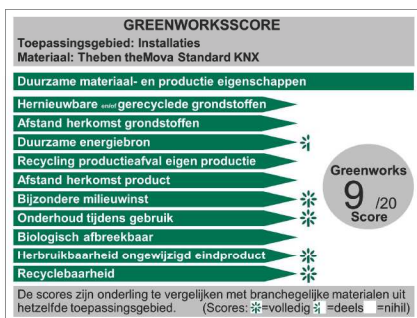 GREENWORKSSCORE
Toepassingsgebied: Installaties
Materiaal: Theben theMova Standard KNX
Duurzame materiaal- en productie eigenschappen
Hernieuwbare en/of gerecyclede grondstoffen
Afstand herkomst grondstoffen
Duurzame energiebron
Recycling productieafval eigen productie
Afstand herkomst product
Bijzondere milieuwinst
Onderhoud tijdens gebruik
Biologisch afbreekbaar
Herbruikbaarheid ongewijzigd eindproduct
Recyclebaarheid
Greenworks
9 /20
Score
De scores zijn onderling te vergelijken met branchegelijke materialen uit
hetzelfde toepassingsgebied. (Scores: =volledig =deels =nihil)